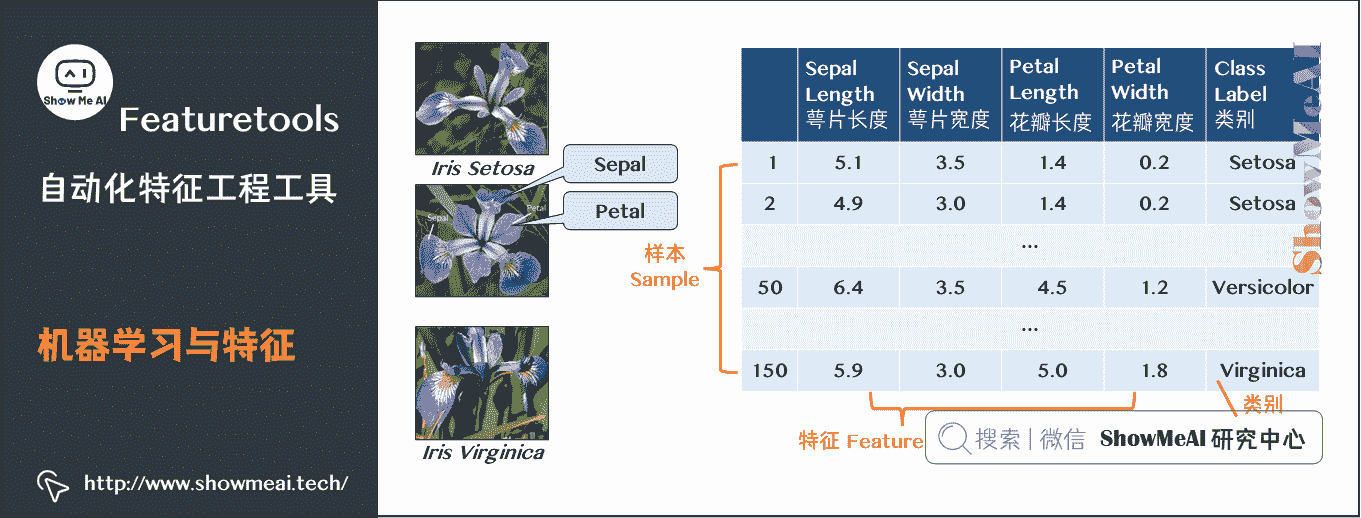 Show Me AI
Featuretools
自动化特征工程工具
机器学习与特征
http://www.showmeai.tech/
Iris Setosa
Sepal
Petal
Sepal
Petal
Iris Virginica
样本
Sample
Sepal Length 萼片长度
Sepal Width 萼片宽度
Petal Length 花瓣长度
Petal Width 花瓣宽度
Class Label 类别
1 5.1 3.5 1.4 0.2 Setosa
2 4.9 3.0 1.4 0.2 Setosa
...
50 6.4 3.5 4.5 1.2 Versicolor
...
150 5.9 3.0 5.0 1.8 Virginica
类别
特征 Feature
搜索 | 微信 ShowMeAI 研究中心
ShowMeAI